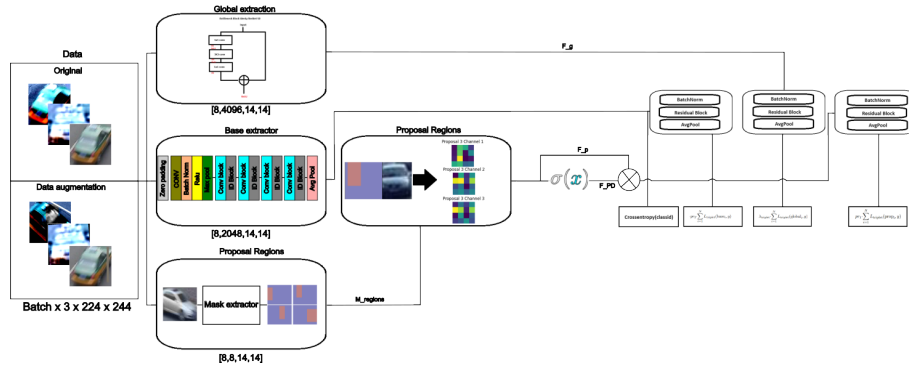 Global extraction
[8,4096,14,14]
Data
Original
Data augmentation
Batch x 3 x 224 x 244
Base extractor
Zero padding
CONV
Batch Norm
Relu
Max pool
Conv block
ID Block
Conv block
ID Block
Conv block
ID Block
Conv block
ID Block
Avg Pool
[8,2048,14,14]
Proposal Regions
Mask extractor
[8,8,14,14]
M_regions
Proposal Regions
Proposal 3 Channel 1
Proposal 3 Channel 2
Proposal 3 Channel 3
F_g
F_p
σ(x)
F_PD
BatchNorm
Residual Block
AvgPool
BatchNorm
Residual Block
AvgPool
BatchNorm
Residual Block
AvgPool
Crossentropy(classid)